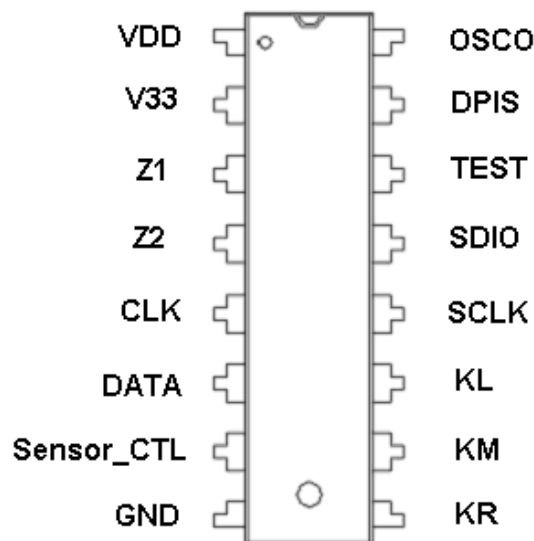 VDD OSCO
V33 DPIS
Z1 TEST
Z2 SDIO
CLK SCLK
DATA KL
Sensor_CTL KM
GND KR